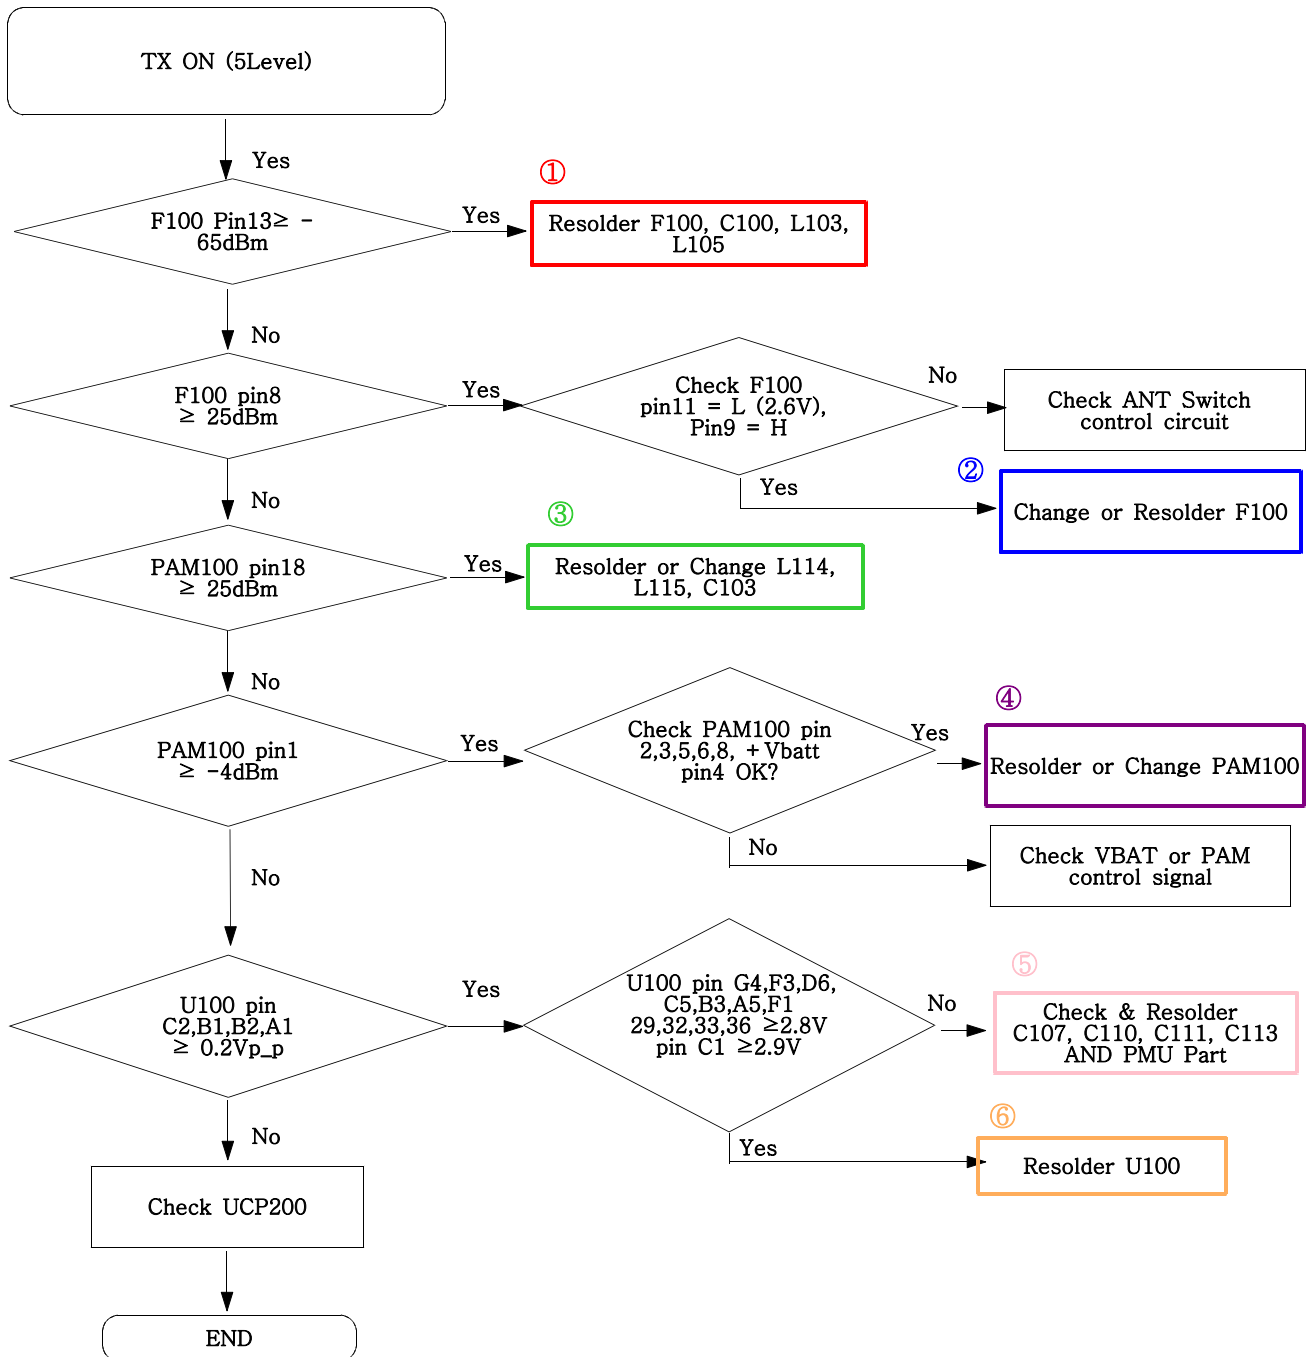 TX ON (5Level)
Yes
①
F100 Pin13≥ -
65dBm
Yes
Resolder F100, C100, L103,
L105
No
F100 pin8
≥ 25dBm
Yes
Check F100
pin11 = L (2.6V),
Pin9 = H
No
Check ANT Switch
control circuit
Yes
②
Change or Resolder F100
No
③
PAM100 pin18
≥ 25dBm
Yes
Resolder or Change L114,
L115, C103
No
PAM100 pin1
≥ -4dBm
Yes
Check PAM100 pin
2,3,5,6,8, +Vbatt
pin4 OK?
Yes
④
Resolder or Change PAM100
No
Check VBAT or PAM
control signal
No
U100 pin
C2,B1,B2,A1
≥ 0.2Vp_p
Yes
U100 pin G4,F3,D6,
C5,B3,A5,F1
29,32,33,36 ≥2.8V
pin C1 ≥2.9V
No
⑤
Check & Resolder
C107, C110, C111, C113
AND PMU Part
Yes
⑥
Resolder U100
No
Check UCP200
END